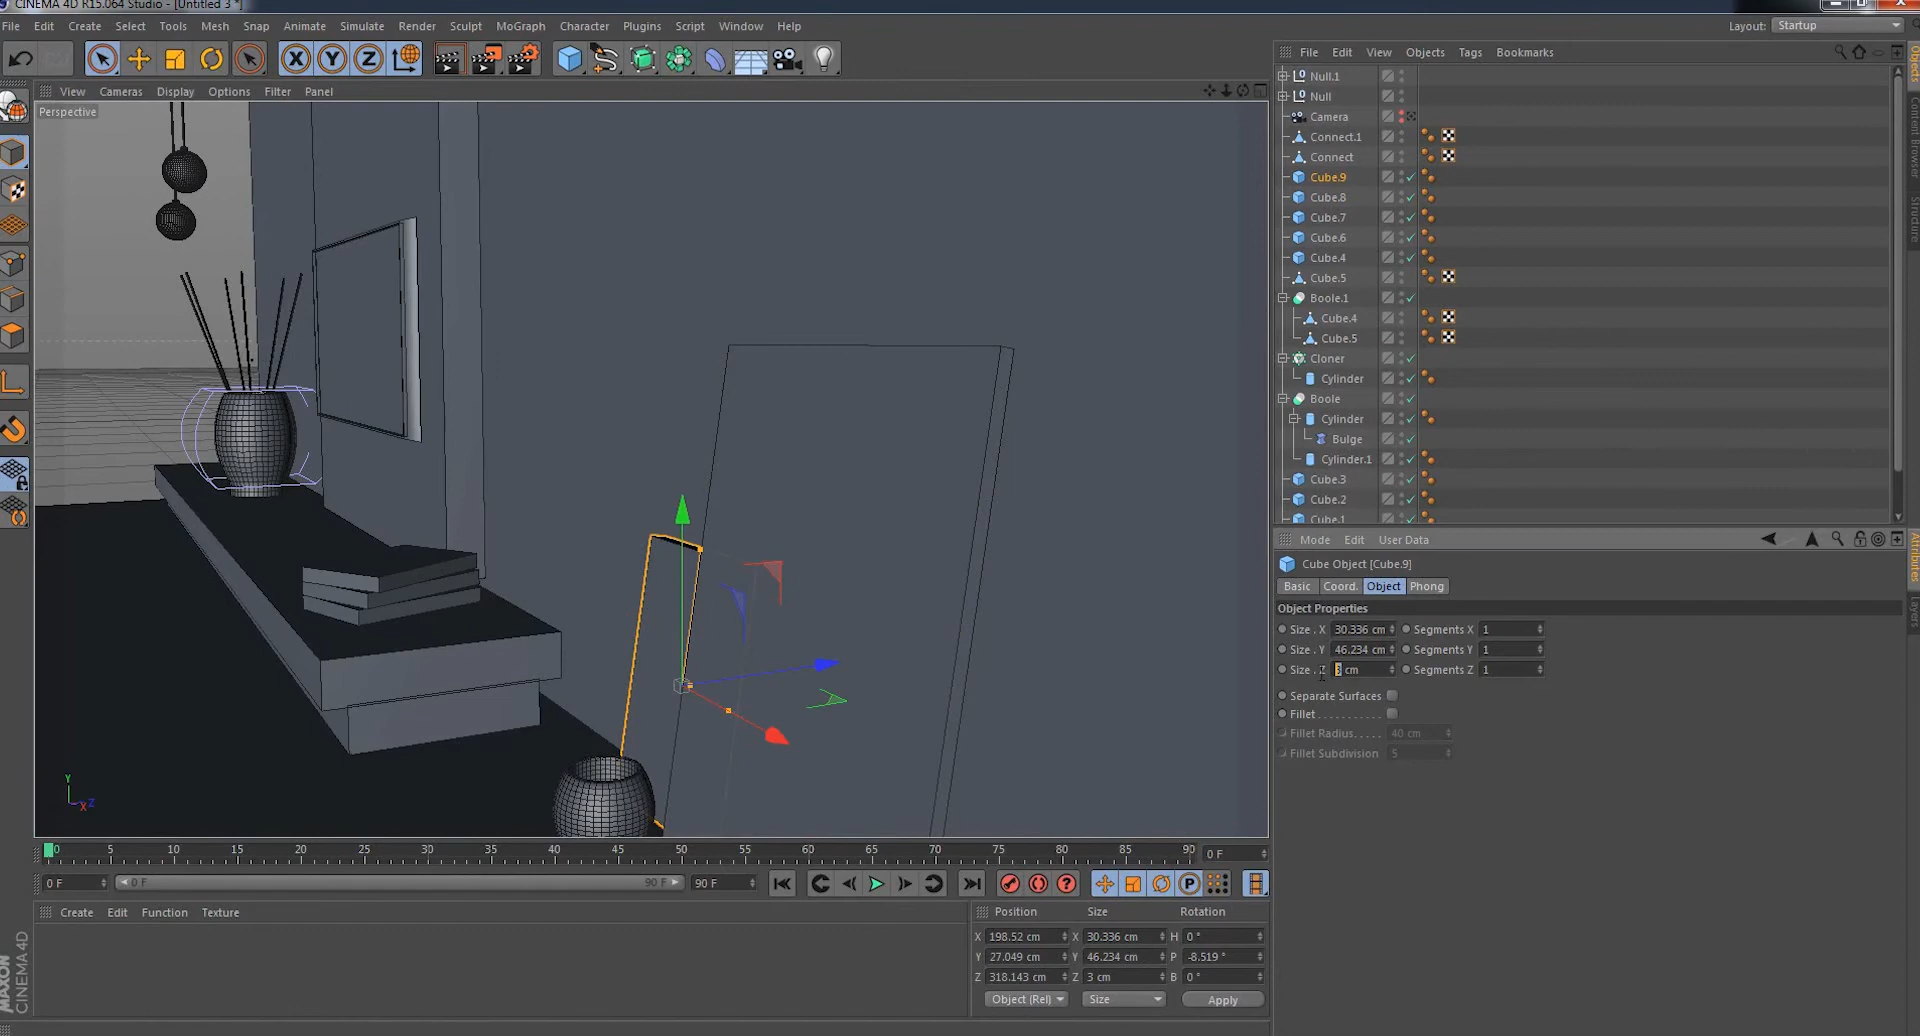 CINEMA 4D R15.064 Studio - [Untitled 3 *]
File Edit Create Select Tools Mesh Snap Animate Simulate Render Sculpt MoGraph Character Plugins Script Window Help
Layout: Startup
X Y Z
View Cameras Display Options Filter Panel
Perspective
Y
X Z
File Edit View Objects Tags Bookmarks
Null.1
Null
Camera
Connect.1
Connect
Cube.9
Cube.8
Cube.7
Cube.6
Cube.4
Cube.5
Boole.1
Cube.4
Cube.5
Cloner
Cylinder
Boole
Cylinder
Bulge
Cylinder.1
Cube.3
Cube.2
Cube.1
Objects
Content Browser
Structure
Mode Edit User Data
Cube Object [Cube.9]
Basic Coord. Object Phong
Object Properties
Size . X 30.336 cm Segments X 1
Size . Y 46.234 cm Segments Y 1
Size . Z 3 cm Segments Z 1
Separate Surfaces
Fillet . . . . . . . . . . .
Fillet Radius. . . . . 40 cm
Fillet Subdivision 5
Attributes
Layers
0 5 10 15 20 25 30 35 40 45 50 55 60 65 70 75 80 85 90 0 F
0 F 0 F 90 F 90 F
P
Create Edit Function Texture
Position Size Rotation
X 198.52 cm X 30.336 cm H 0 °
Y 27.049 cm Y 46.234 cm P -8.519 °
Z 318.143 cm Z 3 cm B 0 °
Object (Rel) Size Apply
MAXON
CINEMA 4D